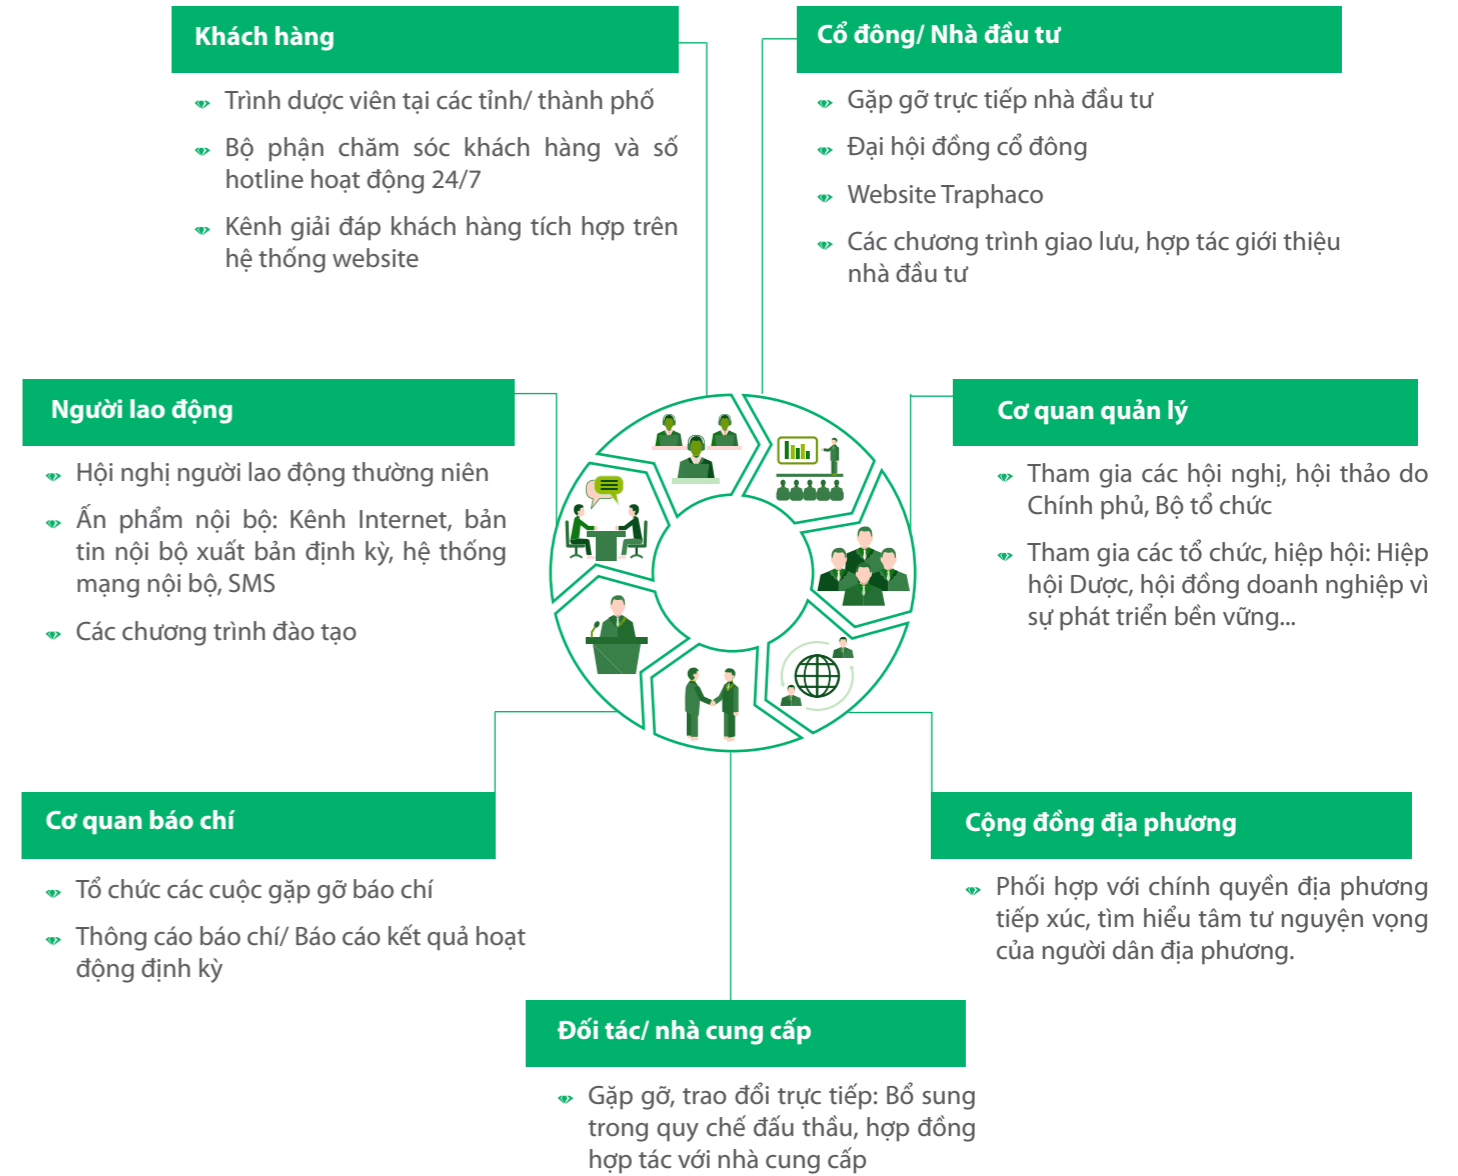 Khách hàng
Trình dược viên tại các tỉnh/ thành phố
Bộ phận chăm sóc khách hàng và số
hotline hoạt động 24/7
Kênh giải đáp khách hàng tích hợp trên
hệ thống website
Cổ đông/ Nhà đầu tư
Gặp gỡ trực tiếp nhà đầu tư
Đại hội đồng cổ đông
Website Traphaco
Các chương trình giao lưu, hợp tác giới thiệu
nhà đầu tư
Người lao động
Hội nghị người lao động thường niên
Ấn phẩm nội bộ: Kênh Internet, bản
tin nội bộ xuất bản định kỳ, hệ thống
mạng nội bộ, SMS
Các chương trình đào tạo
Cơ quan quản lý
Tham gia các hội nghị, hội thảo do
Chính phủ, Bộ tổ chức
Tham gia các tổ chức, hiệp hội: Hiệp
hội Dược, hội đồng doanh nghiệp vì
sự phát triển bền vững...
Cơ quan báo chí
Tổ chức các cuộc gặp gỡ báo chí
Thông cáo báo chí/ Báo cáo kết quả hoạt
động định kỳ
Cộng đồng địa phương
Phối hợp với chính quyền địa phương
tiếp xúc, tìm hiểu tâm tư nguyện vọng
của người dân địa phương.
Đối tác/ nhà cung cấp
Gặp gỡ, trao đổi trực tiếp: Bổ sung
trong quy chế đấu thầu, hợp đồng
hợp tác với nhà cung cấp